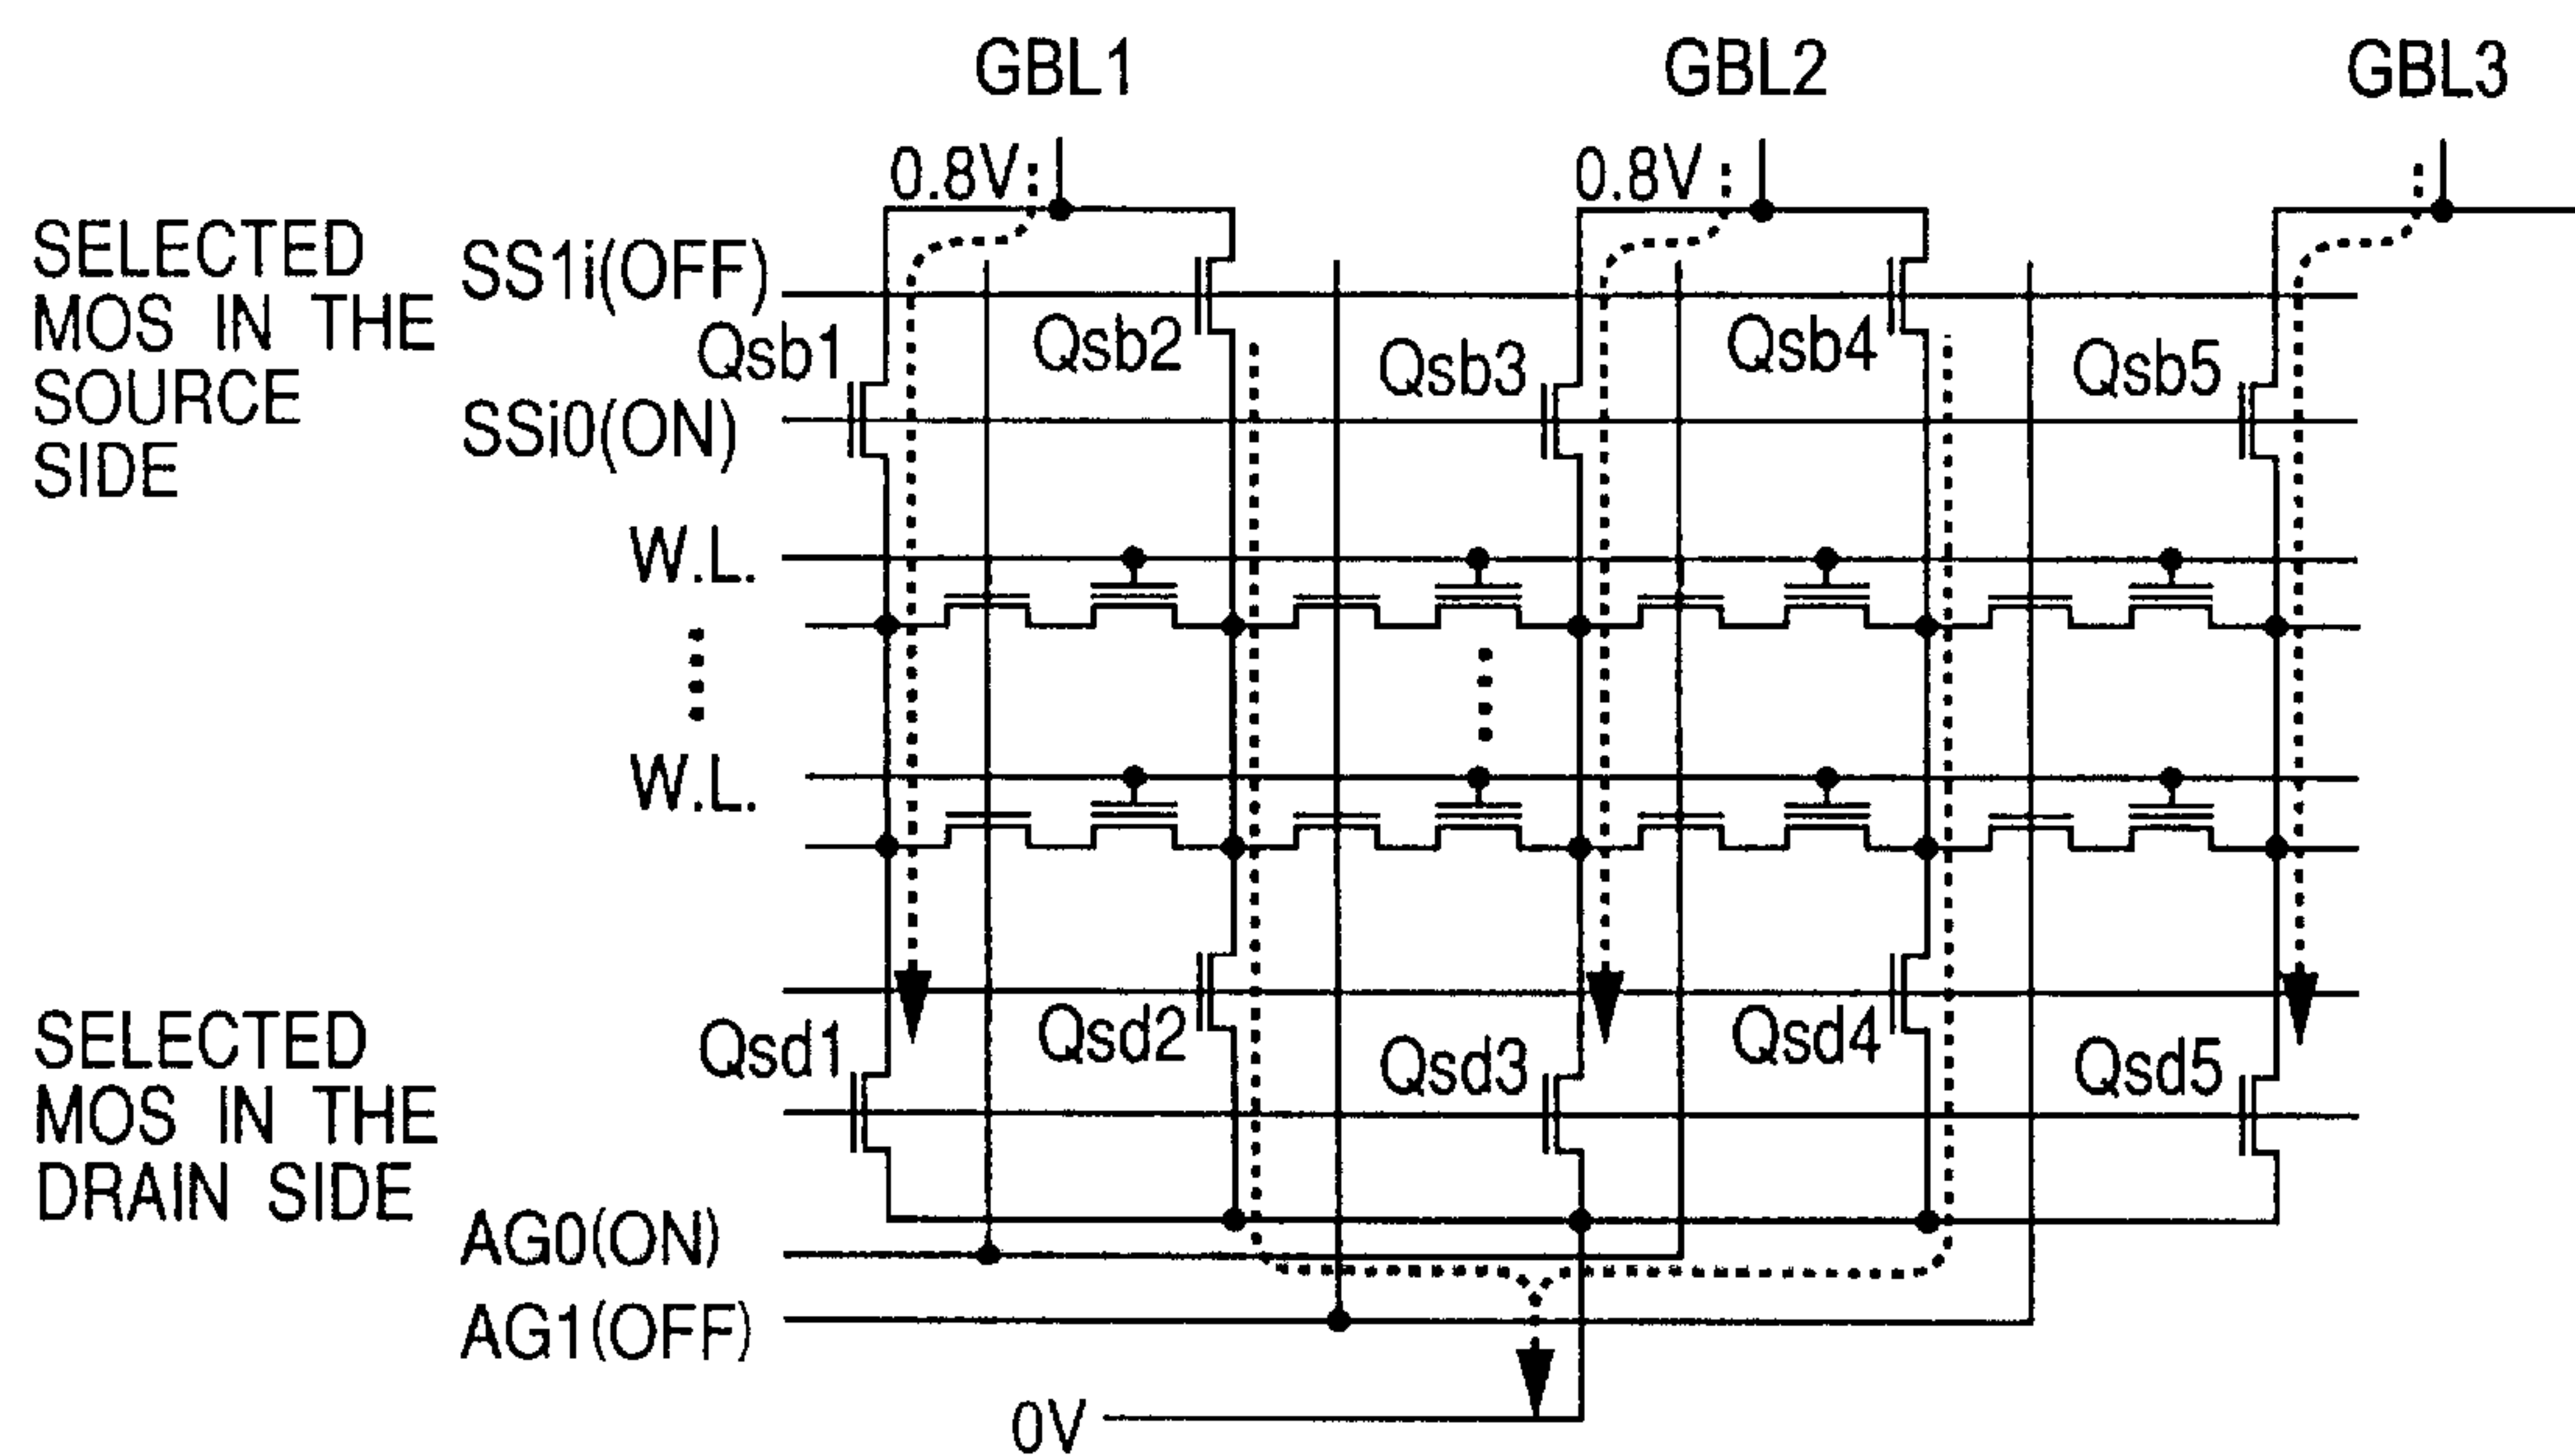 GBL1
GBL2
GBL3
0.8V
0.8V
SELECTED
MOS IN THE
SOURCE
SIDE
SS1i(OFF)
Qsb1
Qsb2
Qsb3
Qsb4
Qsb5
SSi0(ON)
W.L.
W.L.
SELECTED
MOS IN THE
DRAIN SIDE
Qsd1
Qsd2
Qsd3
Qsd4
Qsd5
AG0(ON)
AG1(OFF)
0V